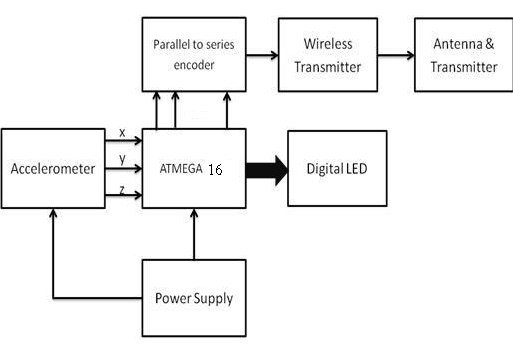 Parallel to series
encoder
Wireless
Transmitter
Antenna &
Transmitter
Accelerometer
x
y
z
ATMEGA 16
Digital LED
Power Supply